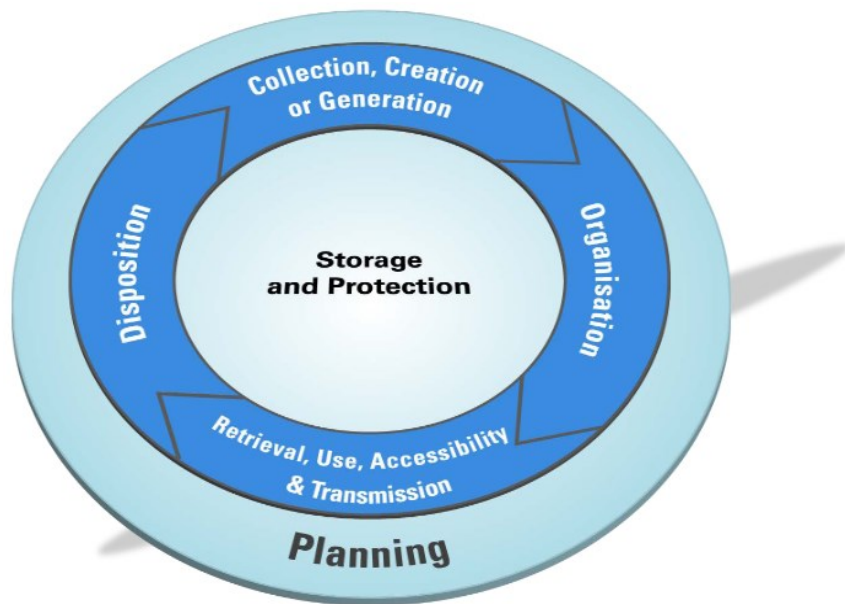 Collection, Creation
or Generation
Organisation
Retrieval, Use, Accessibility
& Transmission
Disposition
Storage
and Protection
Planning